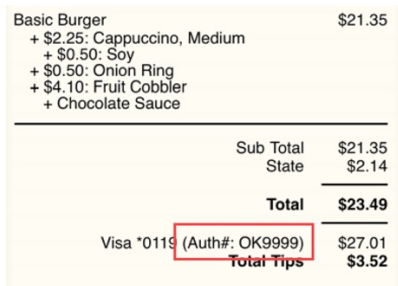 Basic Burger $21.35
+ $2.25: Cappuccino, Medium
+ $0.50: Soy
+ $0.50: Onion Ring
+ $4.10: Fruit Cobbler
+ Chocolate Sauce
Sub Total $21.35
State $2.14
Total $23.49
Visa *0119 (Auth#: OK9999) $27.01
Total Tips $3.52